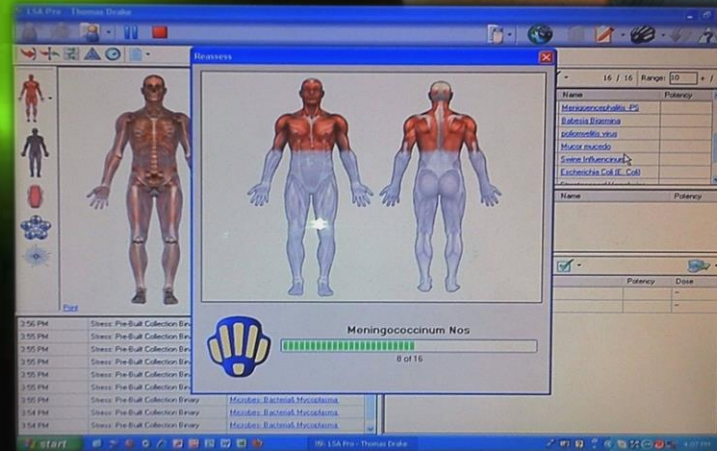 LSA Pro - Thomas Drake
Reassess
16 / 16 Range: 10 + /
Name Potency
Meningoencephalitis PS
Babesia Bigemina
poliomyelitis virus
Mucor mucedo
Swine Influencinum
Escherichia Coli (E. Coli)
Name Potency
Potency Dose
Print
Meningococcinum Nos
8 of 16
3:56 PM Stress: Pre-Built Collection Binary
3:55 PM Stress: Pre-Built Collection Bin
3:55 PM Stress: Pre-Built Collection Bin
3:55 PM Stress: Pre-Built Collection Bin
3:55 PM Stress: Pre-Built Collection Bin
3:55 PM Stress: Pre-Built Collection Binary Microbes: Bacterial\ Mycoplasma,
3:54 PM Stress: Pre-Built Collection Binary Microbes: Bacterial\ Mycoplasma,
3:54 PM Stress: Pre-Built Collection Binary Microbes: Bacterial\ Mycoplasma,
start LSA Pro - Thomas Drake 4:07 PM